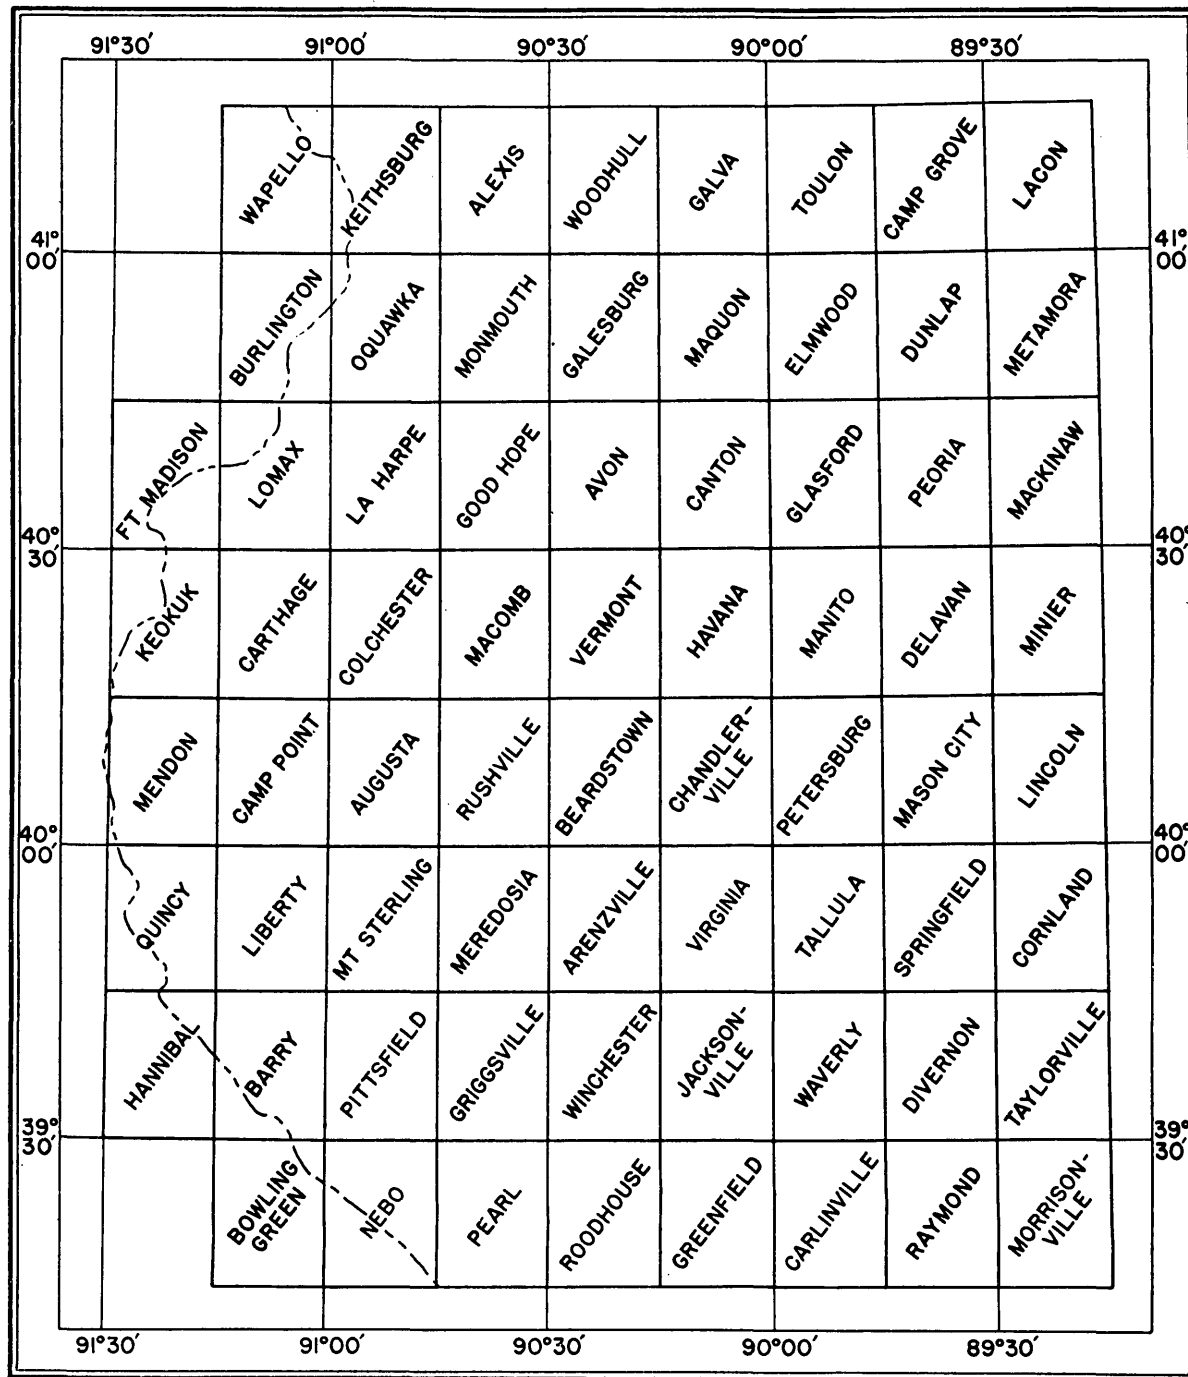 91°30′ 91°00′ 90°30′ 90°00′ 89°30′
WAPELLO
KEITHSBURG
ALEXIS
WOODHULL
GALVA
TOULON
CAMP GROVE
LACON
41°
00′
41°
00′
BURLINGTON
OQUAWKA
MONMOUTH
GALESBURG
MAQUON
ELMWOOD
DUNLAP
METAMORA
FT. MADISON
LOMAX
LA HARPE
GOOD HOPE
AVON
CANTON
GLASFORD
PEORIA
MACKINAW
40°
30′
40°
30′
KEOKUK
CARTHAGE
COLCHESTER
MACOMB
VERMONT
HAVANA
MANITO
DELAVAN
MINIER
MENDON
CAMP POINT
AUGUSTA
RUSHVILLE
BEARDSTOWN
CHANDLER-
VILLE
PETERSBURG
MASON CITY
LINCOLN
40°
00′
40°
00′
QUINCY
LIBERTY
MT STERLING
MEREDOSIA
ARENZVILLE
VIRGINIA
TALLULA
SPRINGFIELD
CORNLAND
HANNIBAL
BARRY
PITTSFIELD
GRIGGSVILLE
WINCHESTER
JACKSON-
VILLE
WAVERLY
DIVERNON
TAYLORVILLE
39°
30′
39°
30′
BOWLING
GREEN
NEBO
PEARL
ROODHOUSE
GREENFIELD
CARLINVILLE
RAYMOND
MORRISON-
VILLE
91°30′ 91°00′ 90°30′ 90°00′ 89°30′